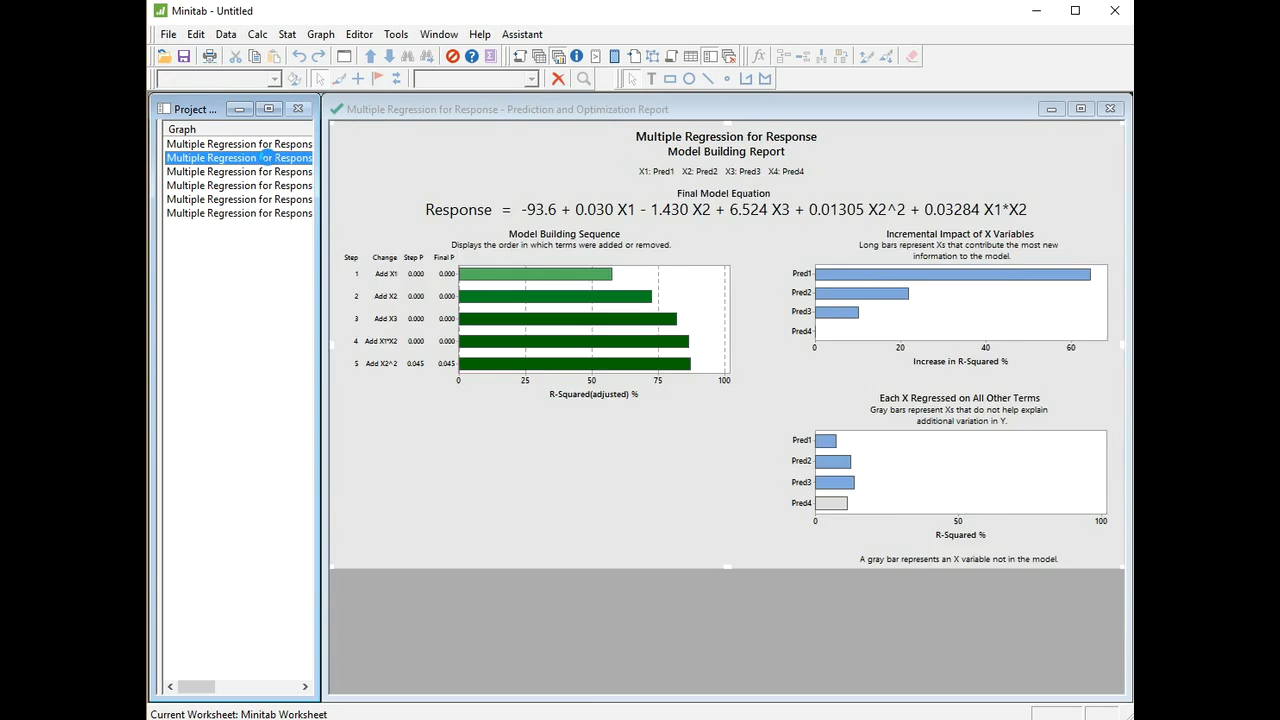 Minitab - Untitled
File Edit Data Calc Stat Graph Editor Tools Window Help Assistant
Project ...
Graph
Multiple Regression for Respons
Multiple Regression for Respons
Multiple Regression for Respons
Multiple Regression for Respons
Multiple Regression for Respons
Multiple Regression for Respons
Multiple Regression for Response - Prediction and Optimization Report
Multiple Regression for Response
Model Building Report
X1: Pred1 X2: Pred2 X3: Pred3 X4: Pred4
Final Model Equation
Response = -93.6 + 0.030 X1 - 1.430 X2 + 6.524 X3 + 0.01305 X2^2 + 0.03284 X1*X2
Model Building Sequence
Displays the order in which terms were added or removed.
Step Change Step P Final P
1 Add X1 0.000 0.000
2 Add X2 0.000 0.000
3 Add X3 0.000 0.000
4 Add X1*X2 0.000 0.000
5 Add X2^2 0.045 0.045
0 25 50 75 100
R-Squared(adjusted) %
Incremental Impact of X Variables
Long bars represent Xs that contribute the most new
information to the model.
Pred1
Pred2
Pred3
Pred4
0 20 40 60
Increase in R-Squared %
Each X Regressed on All Other Terms
Gray bars represent Xs that do not help explain
additional variation in Y.
Pred1
Pred2
Pred3
Pred4
0 50 100
R-Squared %
A gray bar represents an X variable not in the model.
Current Worksheet: Minitab Worksheet